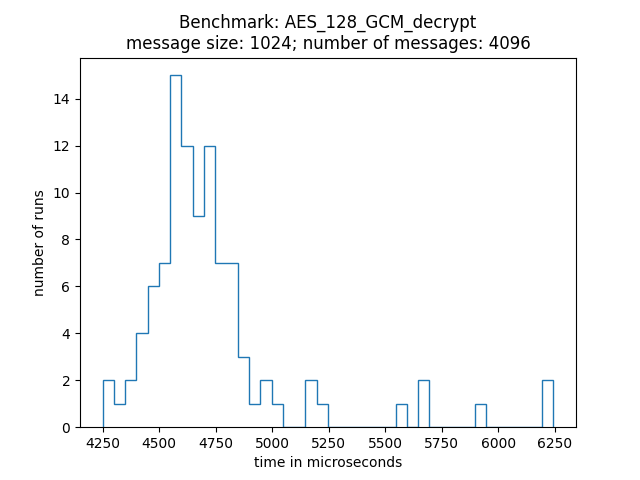 Benchmark: AES_128_GCM_decrypt
message size: 1024; number of messages: 4096
14
12
10
8
6
4
2
0
number of runs
4250 4500 4750 5000 5250 5500 5750 6000 6250
time in microseconds